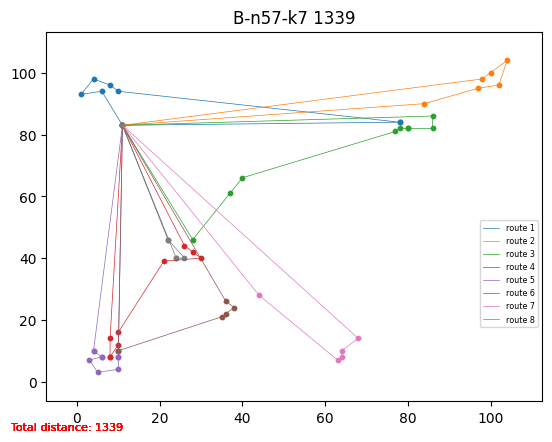 B-n57-k7 1339
100
80
60
40
20
0
0
20
40
60
80
100
route 1
route 2
route 3
route 4
route 5
route 6
route 7
route 8
Total distance: 1339